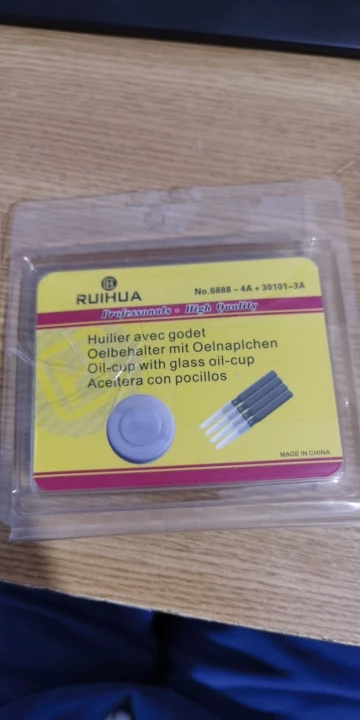 RUIHUA
No.6888-4A+30101-3A
Professonals · High Quality
Huilier avec godet
Oelbehalter mit Oelnaplchen
Oil-cup with glass oil-cup
Aceitera con pocillos
MADE IN CHINA